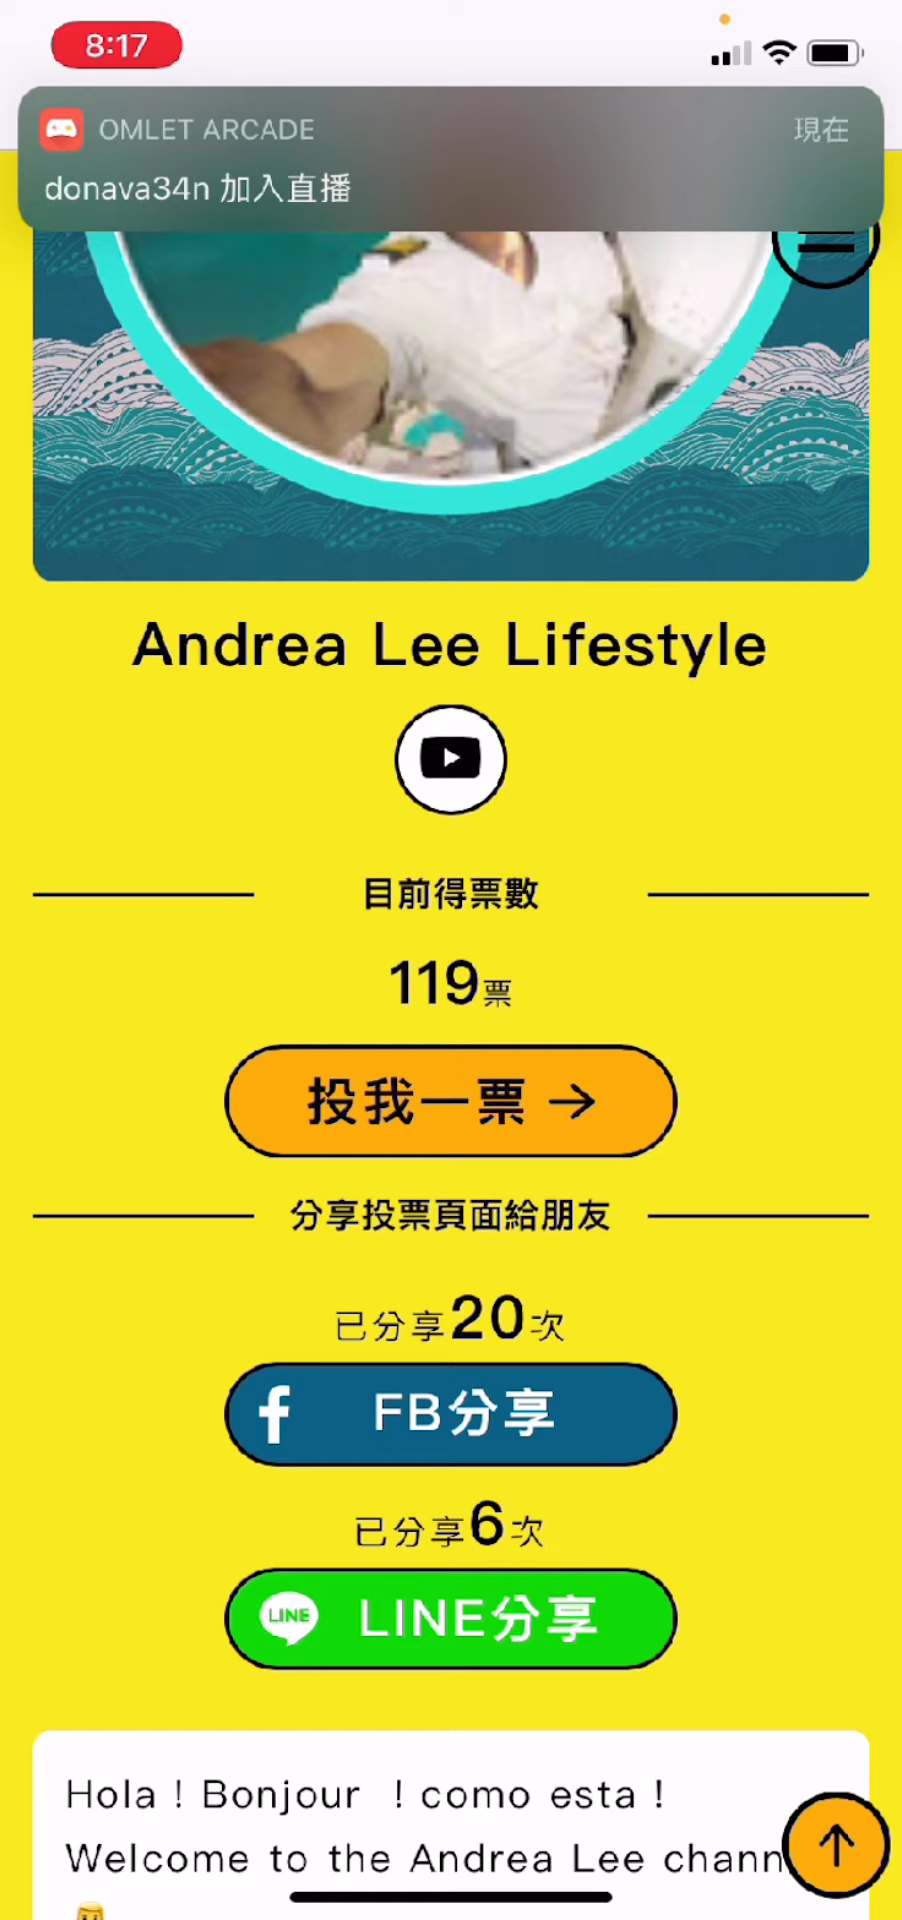 8:17
OMLET ARCADE
現在
donava34n 加入直播
Andrea Lee Lifestyle
目前得票數
119票
投我一票 →
分享投票頁面給朋友
已分享20次
f FB分享
已分享6次
LINE LINE分享
Hola！Bonjour ！como esta！
Welcome to the Andrea Lee chann